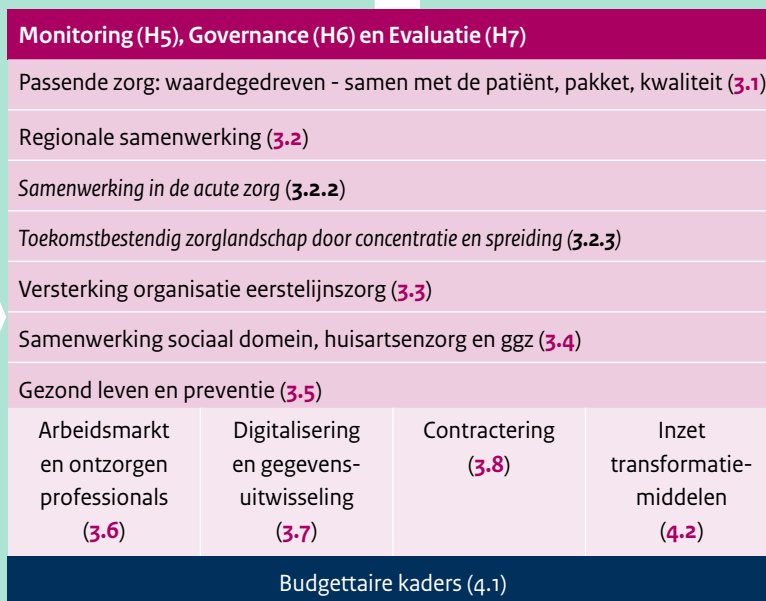 Monitoring (H5), Governance (H6) en Evaluatie (H7)
Passende zorg: waardegedreven - samen met de patiënt, pakket, kwaliteit (3.1)
Regionale samenwerking (3.2)
Samenwerking in de acute zorg (3.2.2)
Toekomstbestendig zorglandschap door concentratie en spreiding (3.2.3)
Versterking organisatie eerstelijnszorg (3.3)
Samenwerking sociaal domein, huisartsenzorg en ggz (3.4)
Gezond leven en preventie (3.5)
Arbeidsmarkt
en ontzorgen
professionals
(3.6)
Digitalisering
en gegevens-
uitwisseling
(3.7)
Contractering
(3.8)
Inzet
transformatie-
middelen
(4.2)
Budgettaire kaders (4.1)